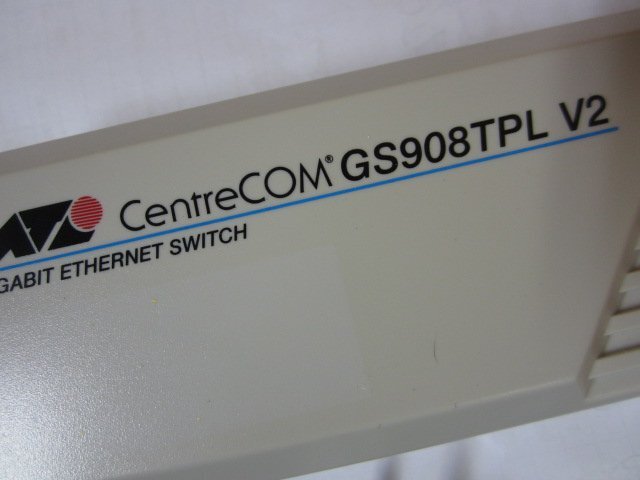 CentreCOM® GS908TPL V2
GABIT ETHERNET SWITCH